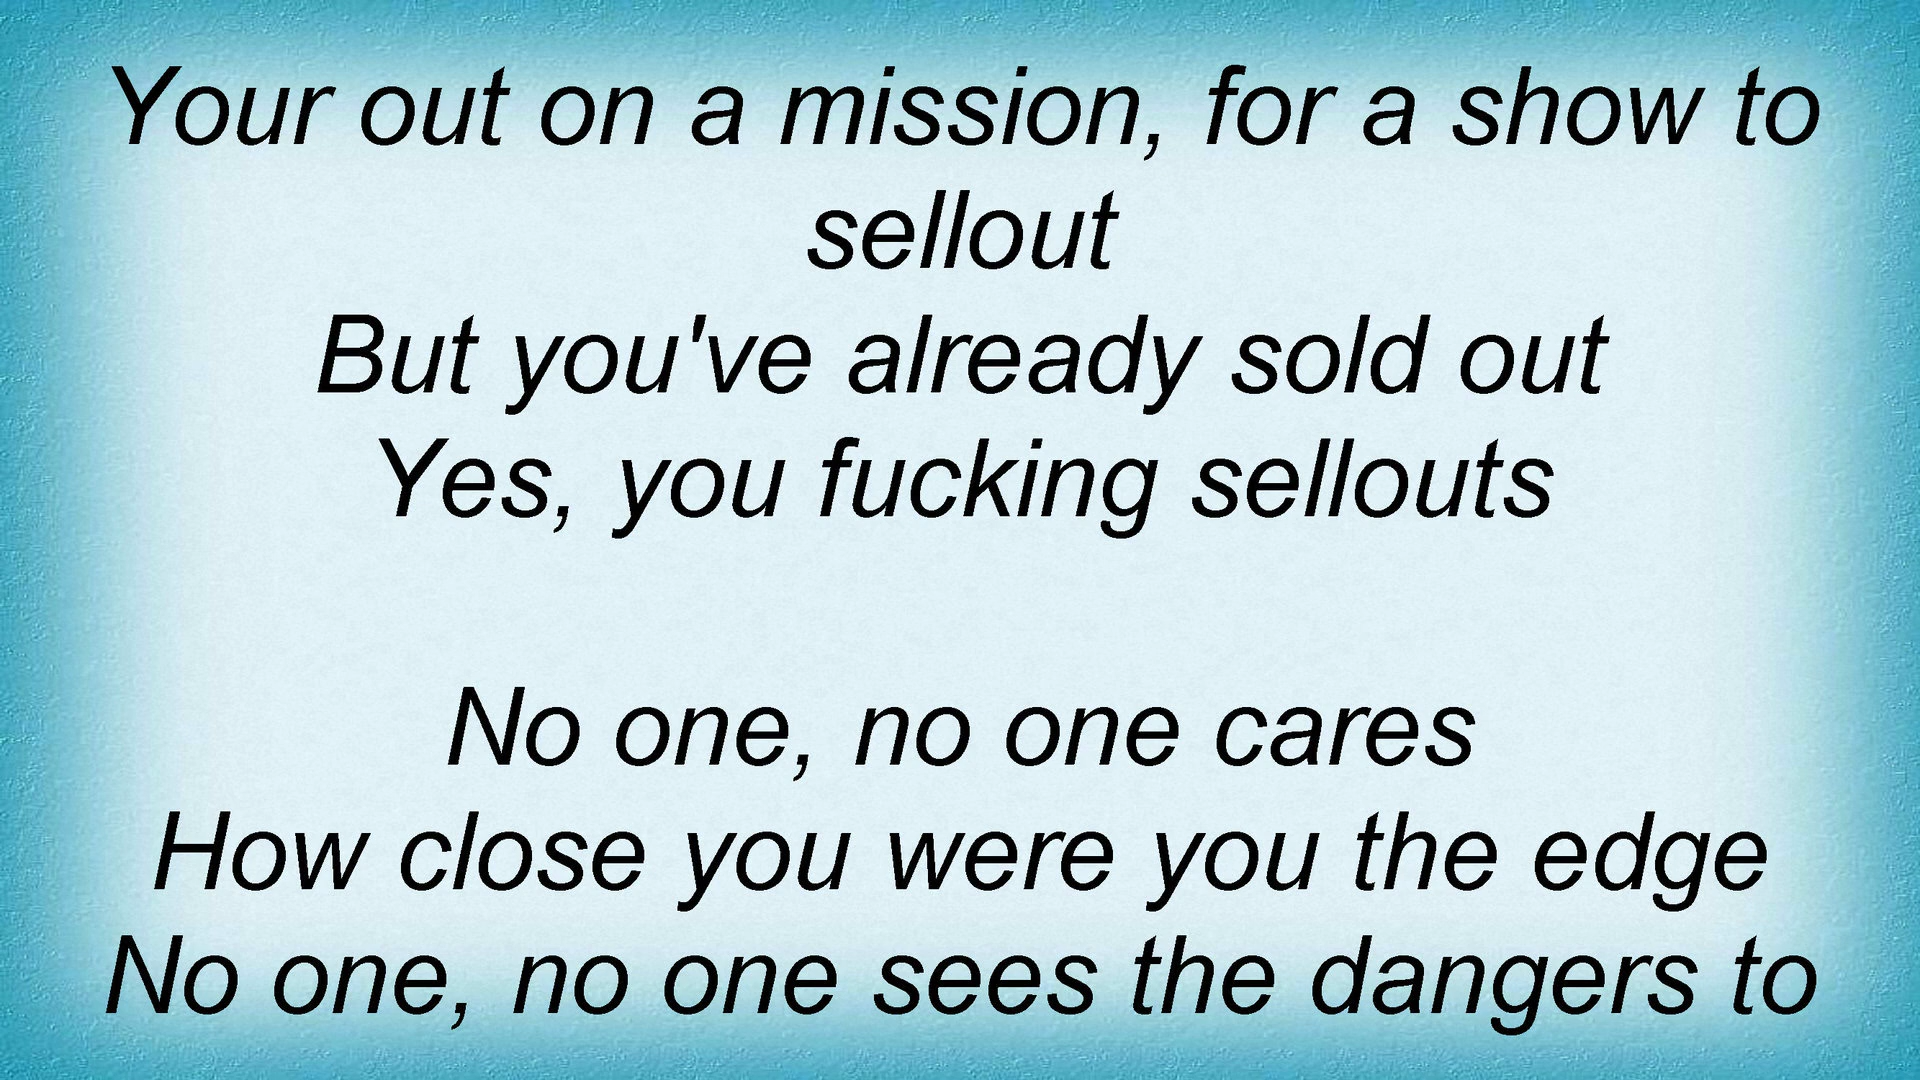 Your out on a mission, for a show to
sellout
But you've already sold out
Yes, you fucking sellouts
No one, no one cares
How close you were you the edge
No one, no one sees the dangers to